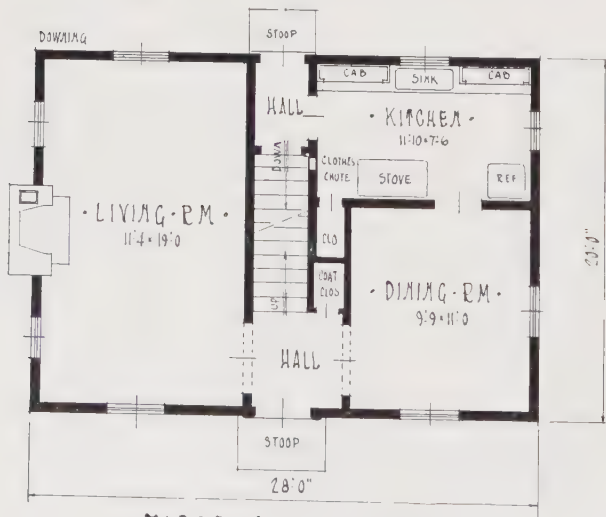 DOWNING
STOOP
CAB
SINK
CAB
HALL
KITCHEN
11'-10 × 7'-6
DOWN
CLOTHES
CHUTE
STOVE
REF
LIVING-RM
11'-4 × 19'-0
CLO
COAT
CLOS
DINING-RM
9'-9 × 11'-0
UP
20'-0"
HALL
STOOP
28'-0"